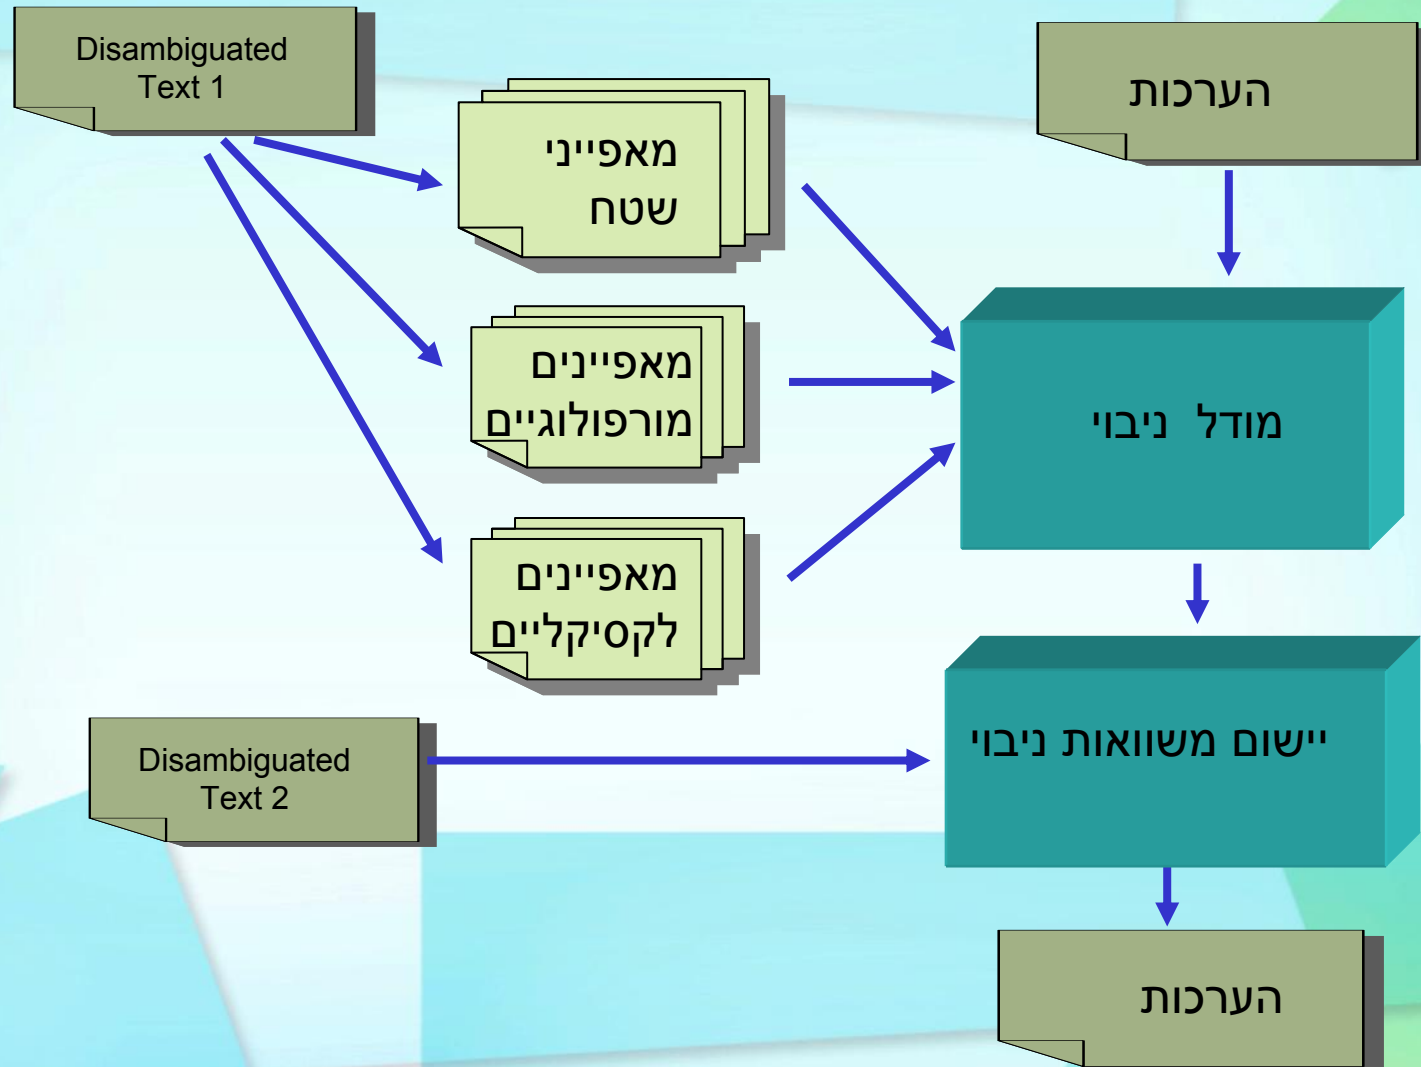 Disambiguated
Text 1
הערכות
מאפייני
שטח
מאפיינים
מורפולוגיים
מודל ניבוי
מאפיינים
לקסיקליים
יישום משוואות ניבוי
Disambiguated
Text 2
הערכות